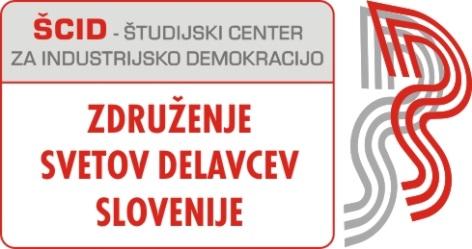 ŠCID - ŠTUDIJSKI CENTER
ZA INDUSTRIJSKO DEMOKRACIJO
ZDRUŽENJE
SVETOV DELAVCEV
SLOVENIJE